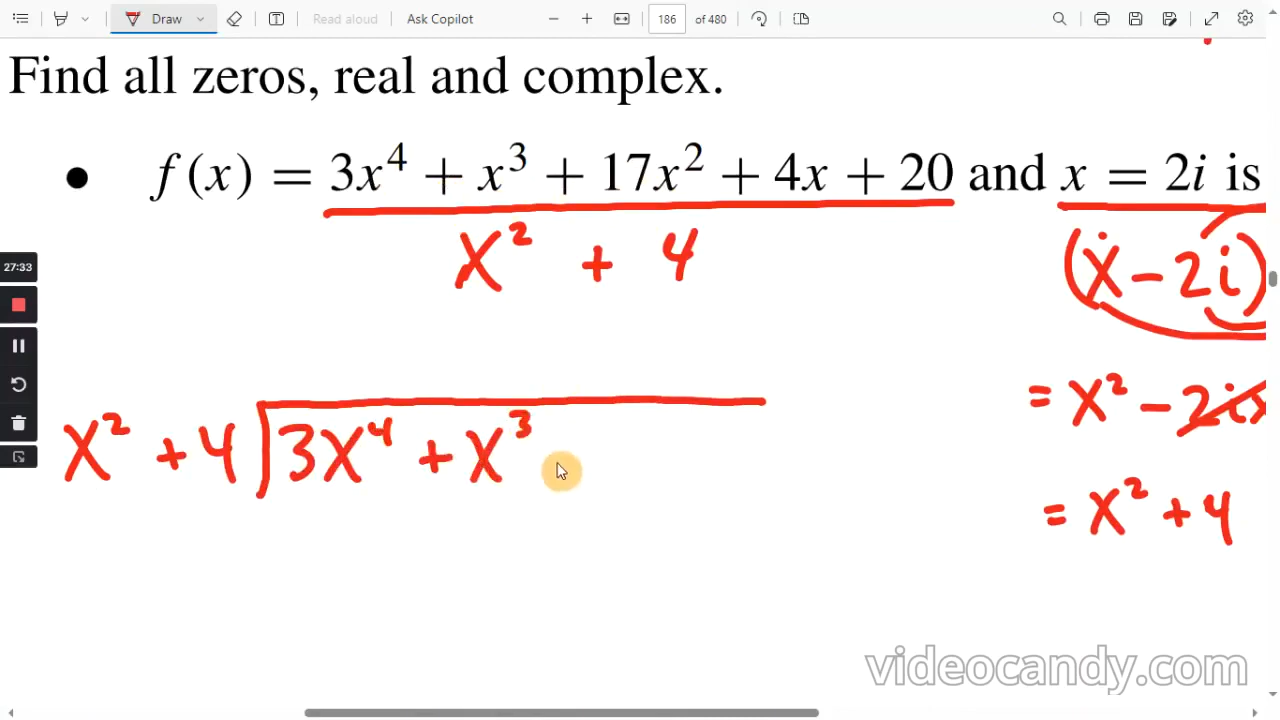 Draw Read aloud Ask Copilot 186 of 480
Find all zeros, real and complex.
• f(x) = 3x⁴ + x³ + 17x² + 4x + 20 and x = 2i is
x² + 4
(x − 2i)
27:33
= x² − 2ix
x² + 4 3x⁴ + x³
= x² + 4
videocandy.com